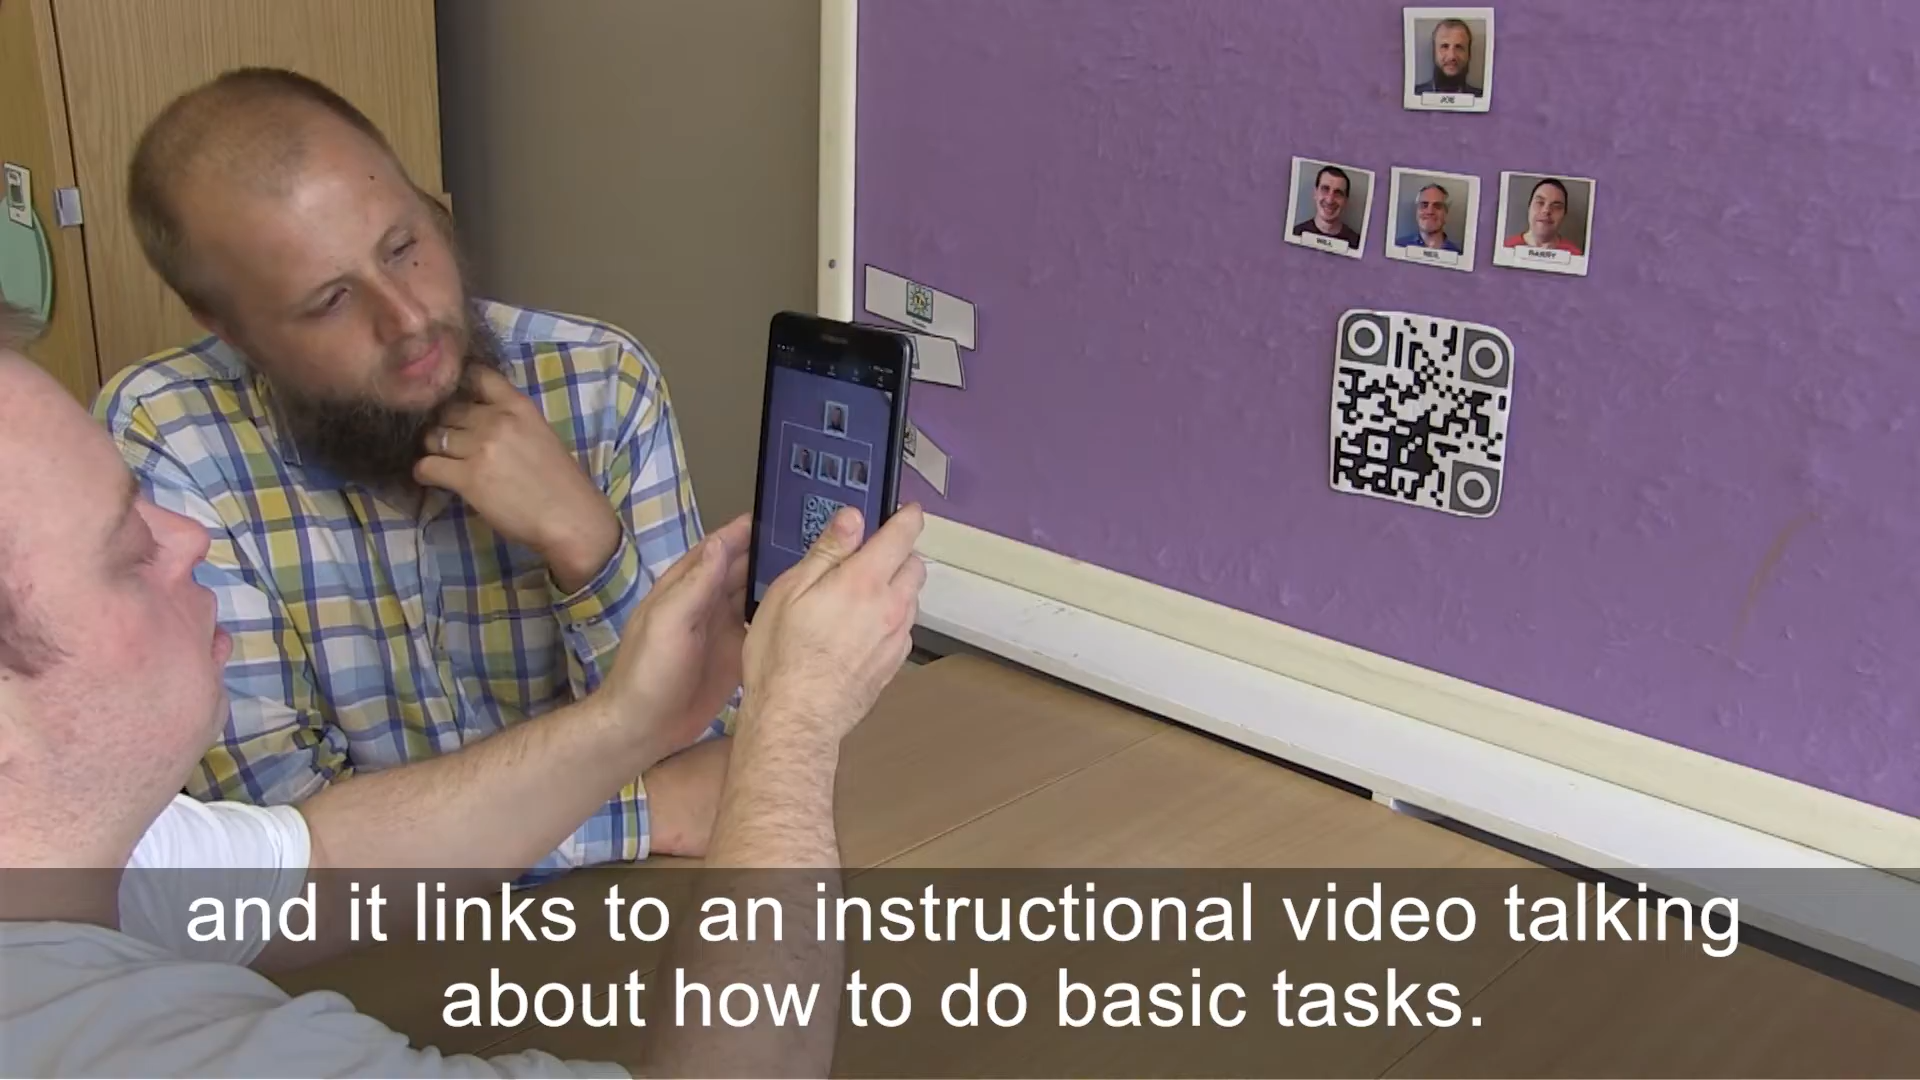 JOE
WILL
NEIL
BARRY
and it links to an instructional video talking
about how to do basic tasks.